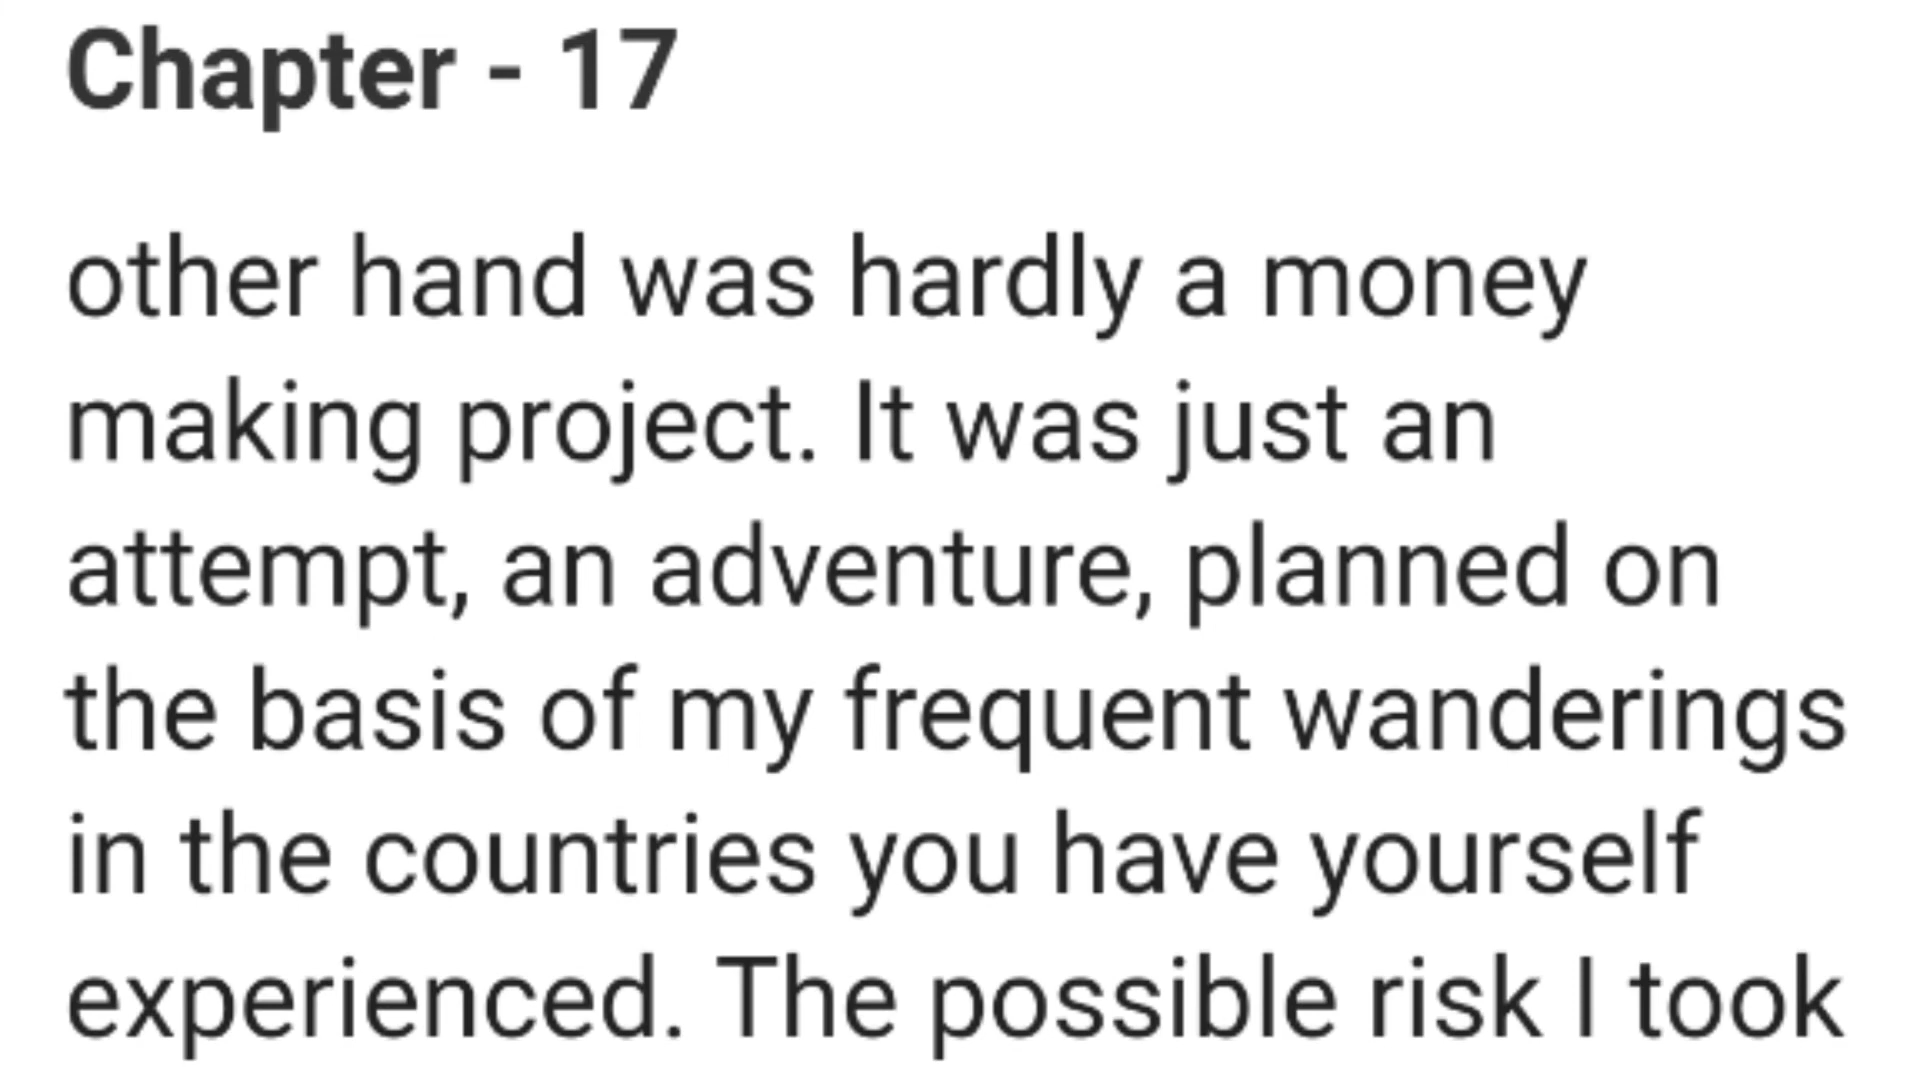 Chapter - 17
other hand was hardly a money
making project. It was just an
attempt, an adventure, planned on
the basis of my frequent wanderings
in the countries you have yourself
experienced. The possible risk I took